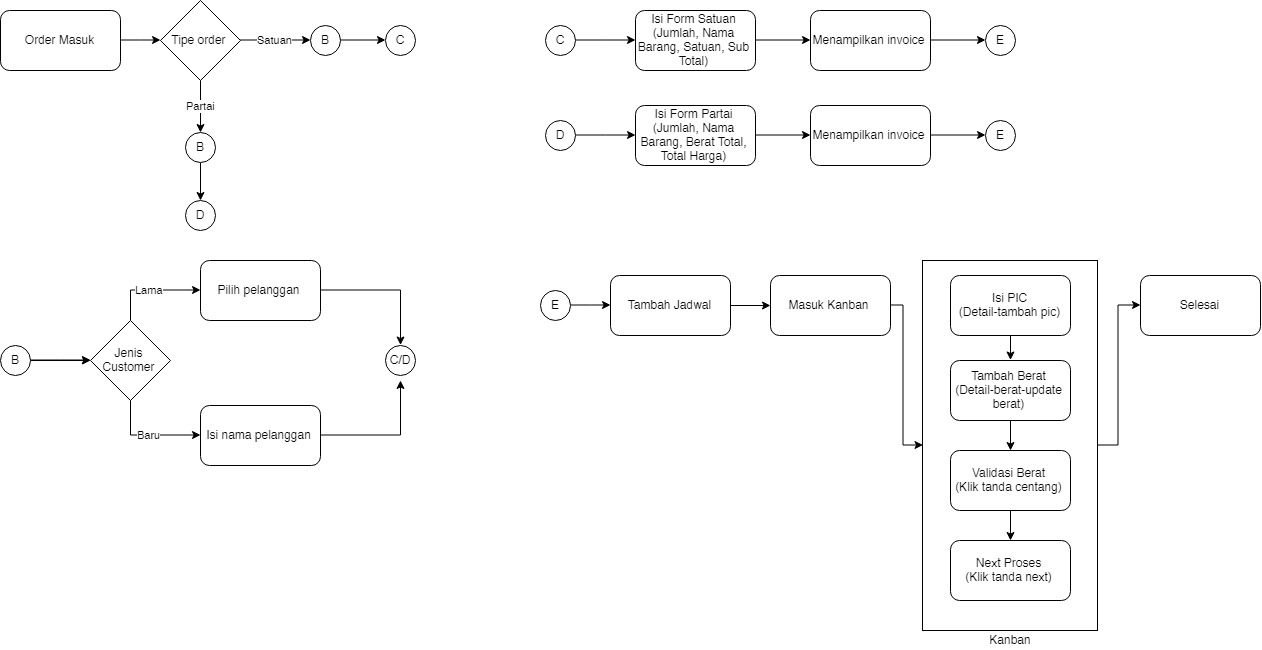 Order Masuk
Tipe order
Satuan
B
C
Partai
B
D
C
Isi Form Satuan
(Jumlah, Nama
Barang, Satuan, Sub
Total)
Menampilkan invoice
E
D
Isi Form Partai
(Jumlah, Nama
Barang, Berat Total,
Total Harga)
Menampilkan invoice
E
B
Jenis
Customer
Lama
Pilih pelanggan
Baru
Isi nama pelanggan
C/D
E
Tambah Jadwal
Masuk Kanban
Isi PIC
(Detail-tambah pic)
Tambah Berat
(Detail-berat-update
berat)
Validasi Berat
(Klik tanda centang)
Next Proses
(Klik tanda next)
Kanban
Selesai